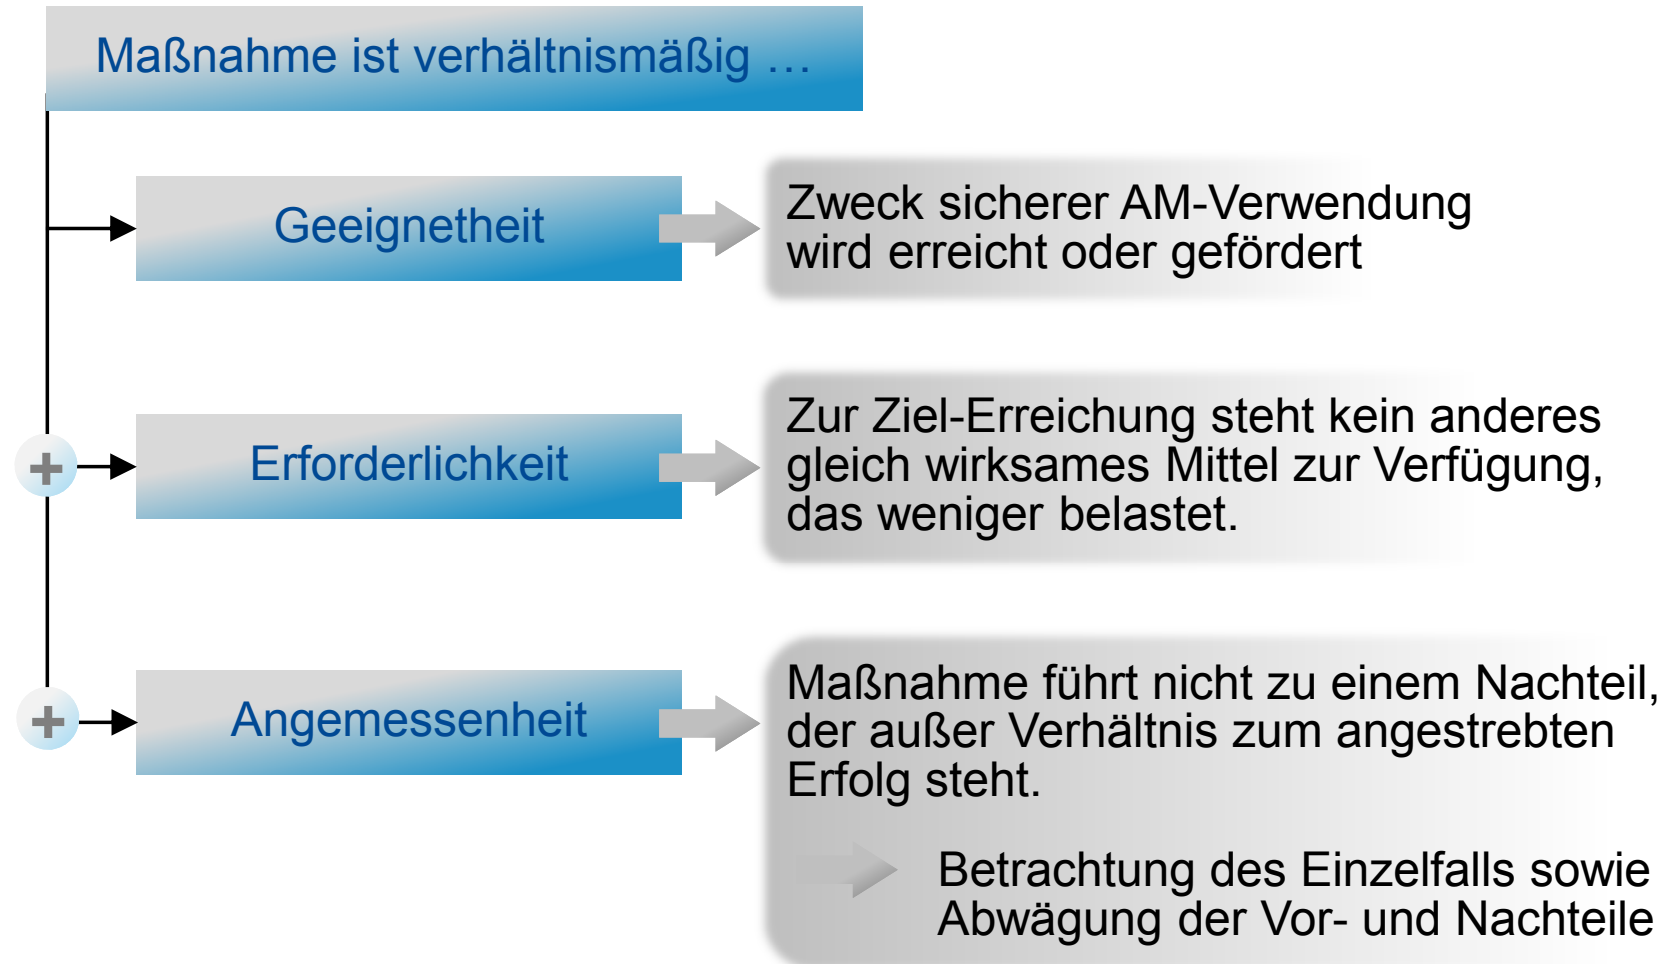 Maßnahme ist verhältnismäßig …
Geeignetheit
Zweck sicherer AM-Verwendung
wird erreicht oder gefördert
+
Erforderlichkeit
Zur Ziel-Erreichung steht kein anderes
gleich wirksames Mittel zur Verfügung,
das weniger belastet.
+
Angemessenheit
Maßnahme führt nicht zu einem Nachteil,
der außer Verhältnis zum angestrebten
Erfolg steht.
Betrachtung des Einzelfalls sowie
Abwägung der Vor- und Nachteile